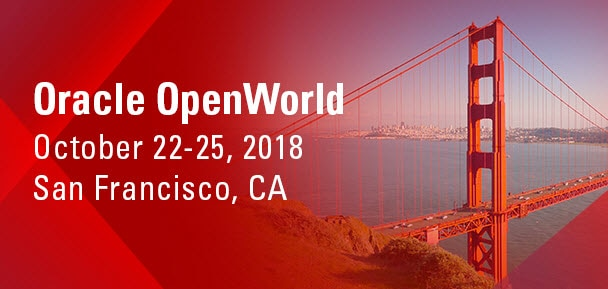 Oracle OpenWorld
October 22-25, 2018
San Francisco, CA